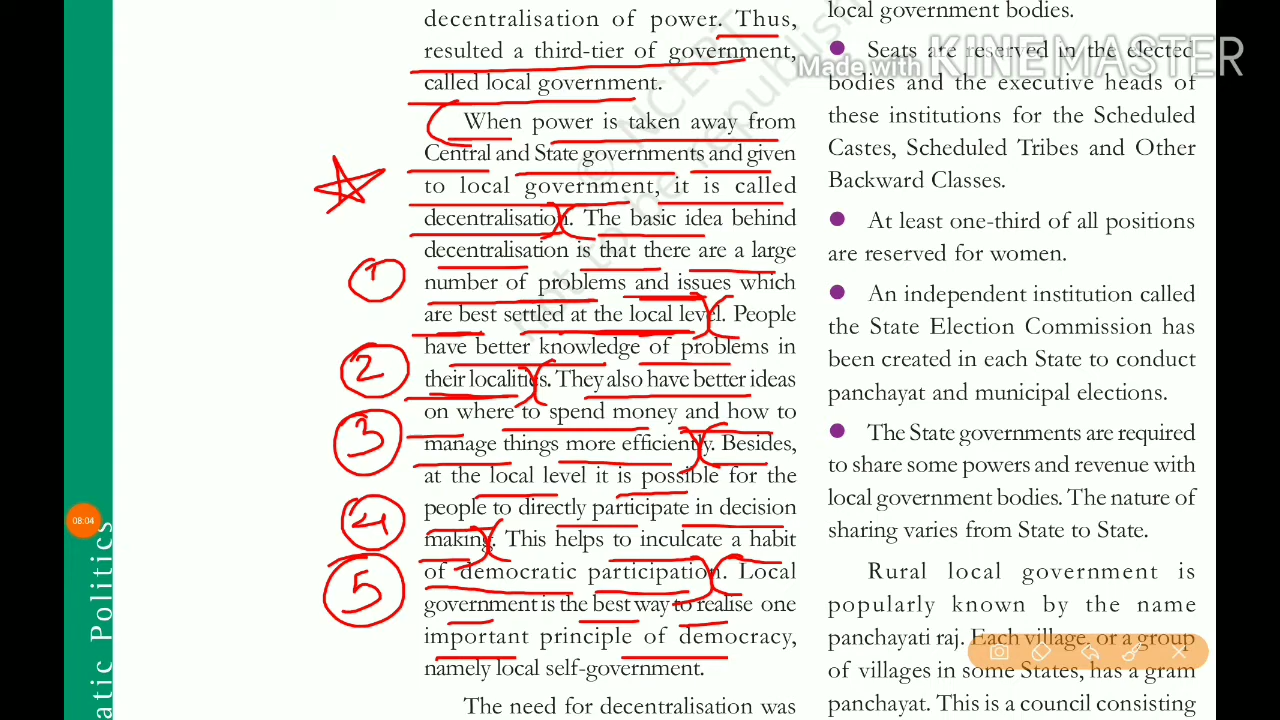 decentralisation of power. Thus,
resulted a third-tier of government,
called local government.
When power is taken away from
Central and State governments and given
to local government, it is called
decentralisation. The basic idea behind
decentralisation is that there are a large
number of problems and issues which
are best settled at the local level. People
have better knowledge of problems in
their localities. They also have better ideas
on where to spend money and how to
manage things more efficiently. Besides,
at the local level it is possible for the
people to directly participate in decision
making. This helps to inculcate a habit
of democratic participation. Local
government is the best way to realise one
important principle of democracy,
namely local self-government.
The need for decentralisation was
1
2
3
4
5
08:04
atic Politics
© NCERT
not to be republis
local government bodies.
Made with KINEMASTER
● Seats are reserved in the elected
bodies and the executive heads of
these institutions for the Scheduled
Castes, Scheduled Tribes and Other
Backward Classes.
● At least one-third of all positions
are reserved for women.
● An independent institution called
the State Election Commission has
been created in each State to conduct
panchayat and municipal elections.
● The State governments are required
to share some powers and revenue with
local government bodies. The nature of
sharing varies from State to State.
Rural local government is
popularly known by the name
panchayati raj. Each village, or a group
of villages in some States, has a gram
panchayat. This is a council consisting